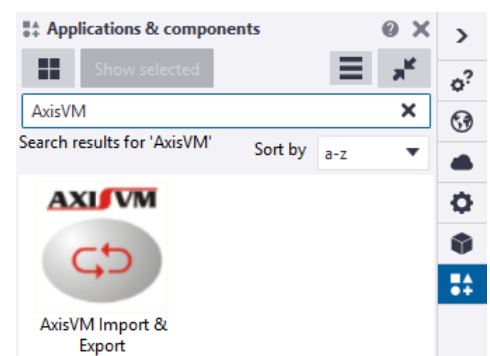 Applications & components
Show selected
AxisVM
Search results for 'AxisVM'
Sort by
a-z
AXISVM
AxisVM Import &
Export